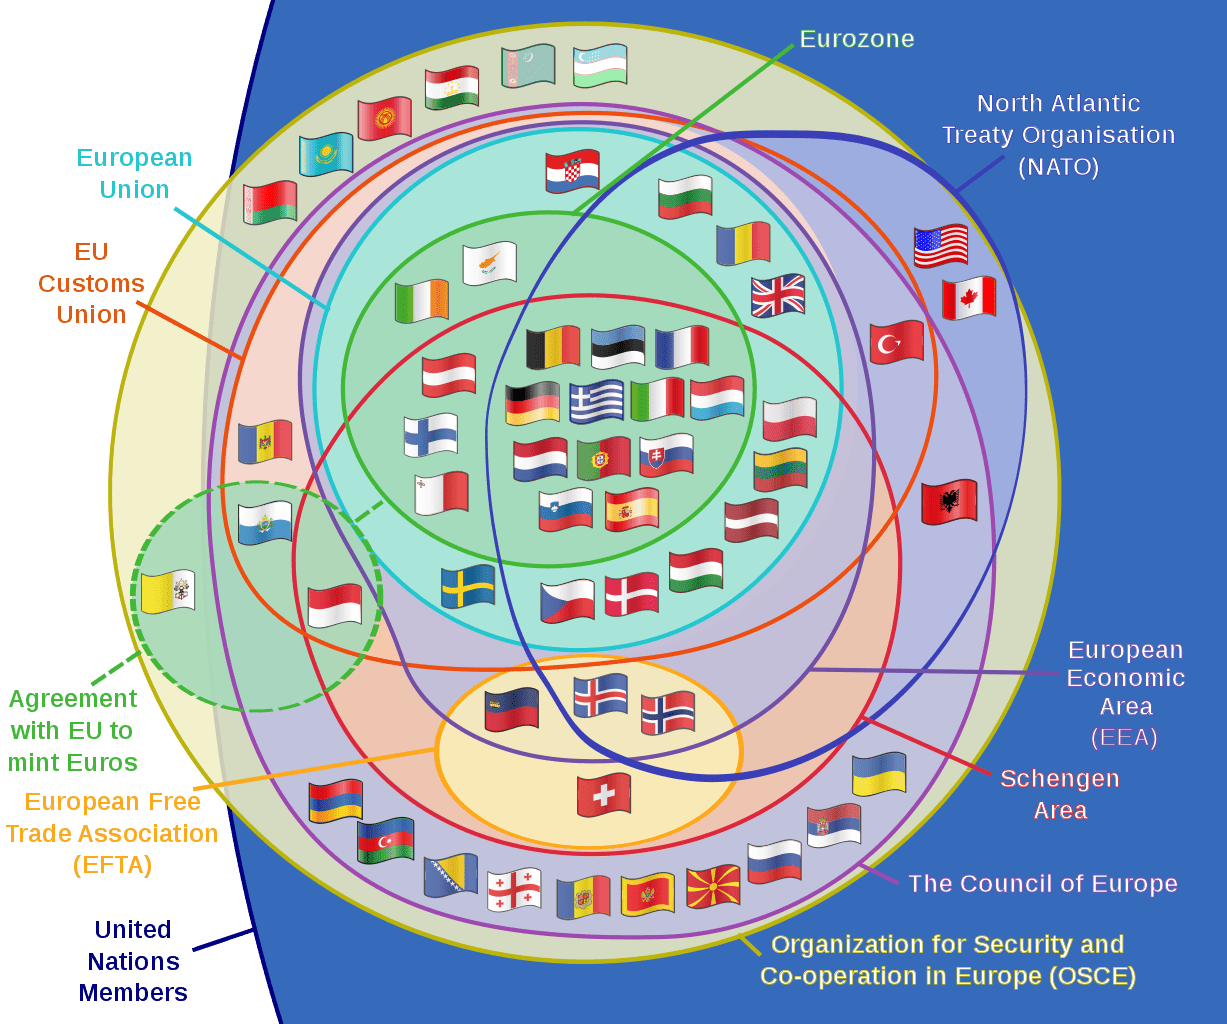 Eurozone
North Atlantic
Treaty Organisation
(NATO)
European
Union
EU
Customs
Union
European
Economic
Area
(EEA)
Agreement
with EU to
mint Euros
Schengen
Area
European Free
Trade Association
(EFTA)
The Council of Europe
United
Nations
Members
Organization for Security and
Co-operation in Europe (OSCE)